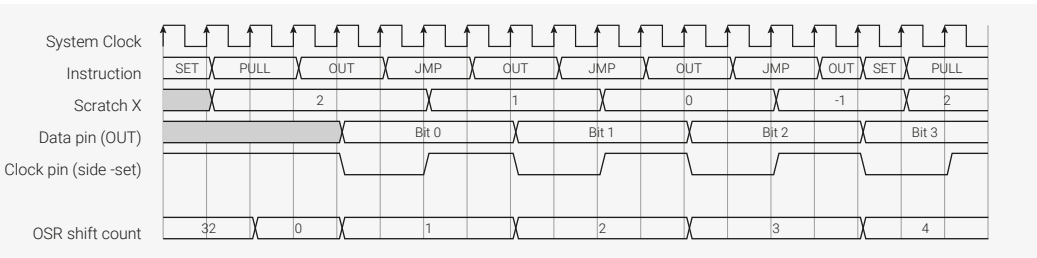 System Clock
Instruction SET PULL OUT JMP OUT JMP OUT JMP OUT SET PULL
Scratch X 2 1 0 -1 2
Data pin (OUT) Bit 0 Bit 1 Bit 2 Bit 3
Clock pin (side -set)
OSR shift count 32 0 1 2 3 4